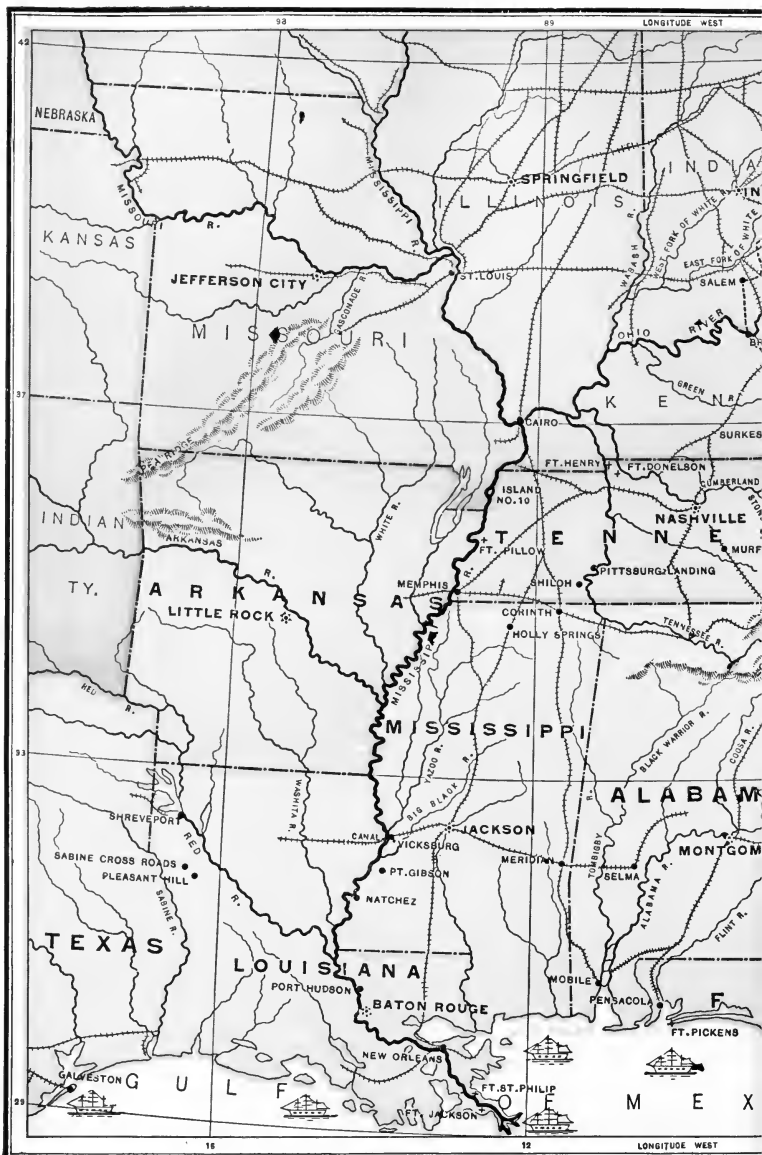 93 89 LONGITUDE WEST
42
NEBRASKA
MISSOURI R.
MISSISSIPPI R.
SPRINGFIELD
ILLINOIS
INDIA
IN
WABASH R.
WEST FORK OF WHITE R.
EAST FORK OF WHITE
KANSAS
JEFFERSON CITY
GASCONADE R.
ST. LOUIS
SALEM
MISSOURI
OHIO RIVER
BR
37
GREEN R.
KEN
CAIRO
SURKES
PEA RIDGE
FT. HENRY
FT. DONELSON
CUMBERLAND
ISLAND
NO. 10
WHITE R.
NASHVILLE
STON
INDIAN
TY.
ARKANSAS
R.
TENNE
FT. PILLOW
MURF
PITTSBURG LANDING
SHILOH
MEMPHIS
ARKANSAS
LITTLE ROCK
CORINTH
HOLLY SPRINGS
TENNESSEE R.
MISSISSIPPI
R.
RED R.
MISSISSIPPI
BLACK WARRIOR R.
COOSA R.
33
YAZOO R.
BIG BLACK R.
WASHITA R.
ALABAM
SHREVEPORT
CANAL
VICKSBURG
JACKSON
MONTGOM
RED R.
SABINE CROSS ROADS
PLEASANT HILL
MERIDIAN
SELMA
TOMBIGBY R.
ALABAMA R.
PT. GIBSON
NATCHEZ
SABINE R.
FLINT R.
TEXAS
LOUISIANA
PORT HUDSON
BATON ROUGE
MOBILE
PENSACOLA
F
FT. PICKENS
NEW ORLEANS
GALVESTON
GULF
FT. ST. PHILIP
FT. JACKSON
OF MEX
29
16 12 LONGITUDE WEST